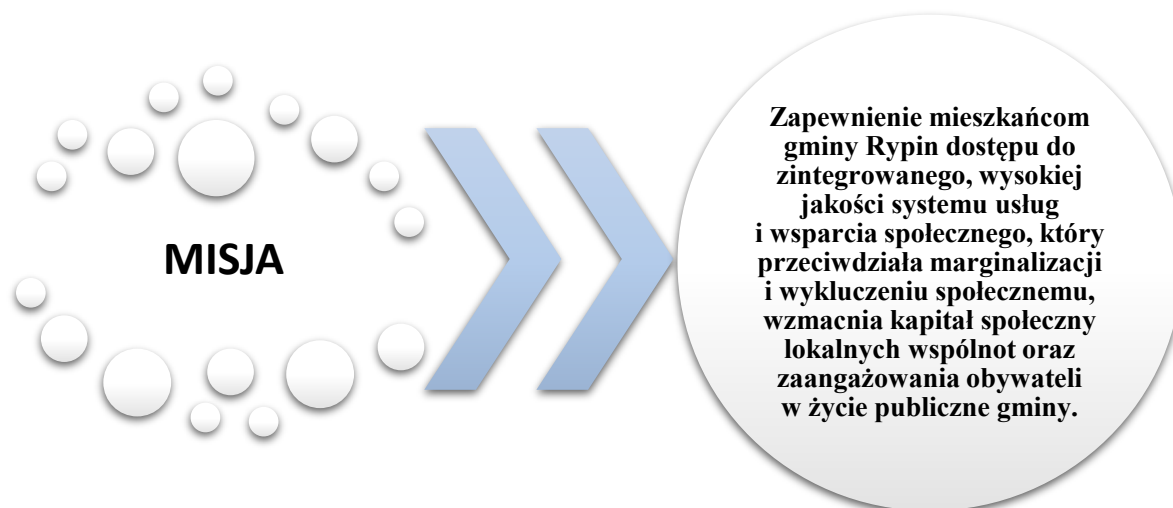 MISJA
Zapewnienie mieszkańcom
gminy Rypin dostępu do
zintegrowanego, wysokiej
jakości systemu usług
i wsparcia społecznego, który
przeciwdziała marginalizacji
i wykluczeniu społecznemu,
wzmacnia kapitał społeczny
lokalnych wspólnot oraz
zaangażowania obywateli
w życie publiczne gminy.